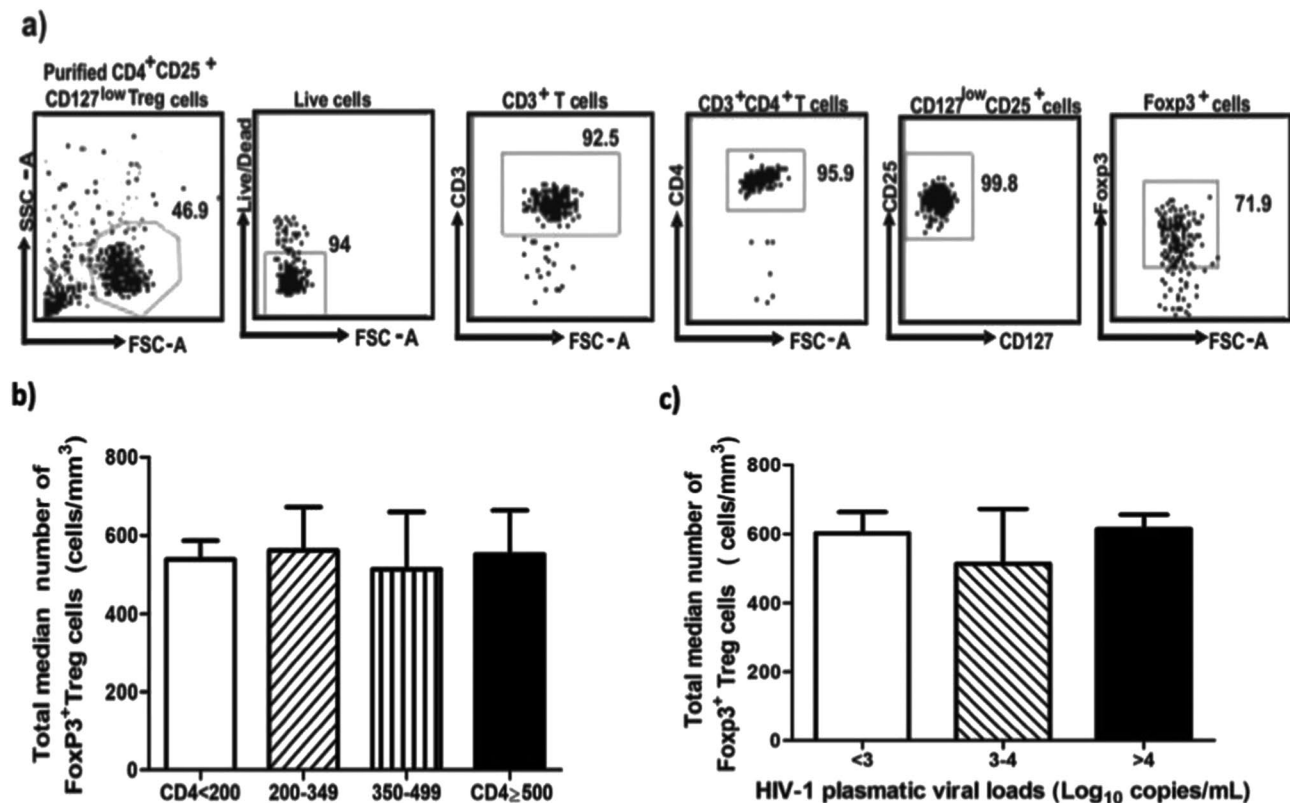 a)
Purified CD4+CD25+
CD127lowTreg cells
Live cells
CD3+ T cells
CD3+CD4+T cells
CD127lowCD25+cells
Foxp3+ cells
SSC-A
46.9
FSC-A
Live/Dead
94
FSC-A
CD3
92.5
FSC-A
CD4
95.9
FSC-A
CD25
99.8
CD127
Foxp3
71.9
FSC-A
b)
Total median number of
FoxP3+Treg cells (cells/mm3)
800
600
400
200
0
CD4<200
200-349
350-499
CD4≥500
c)
Total median number of
Foxp3+ Treg cells ( cells/mm3)
800
600
400
200
0
<3
3-4
>4
HIV-1 plasmatic viral loads (Log10 copies/mL)